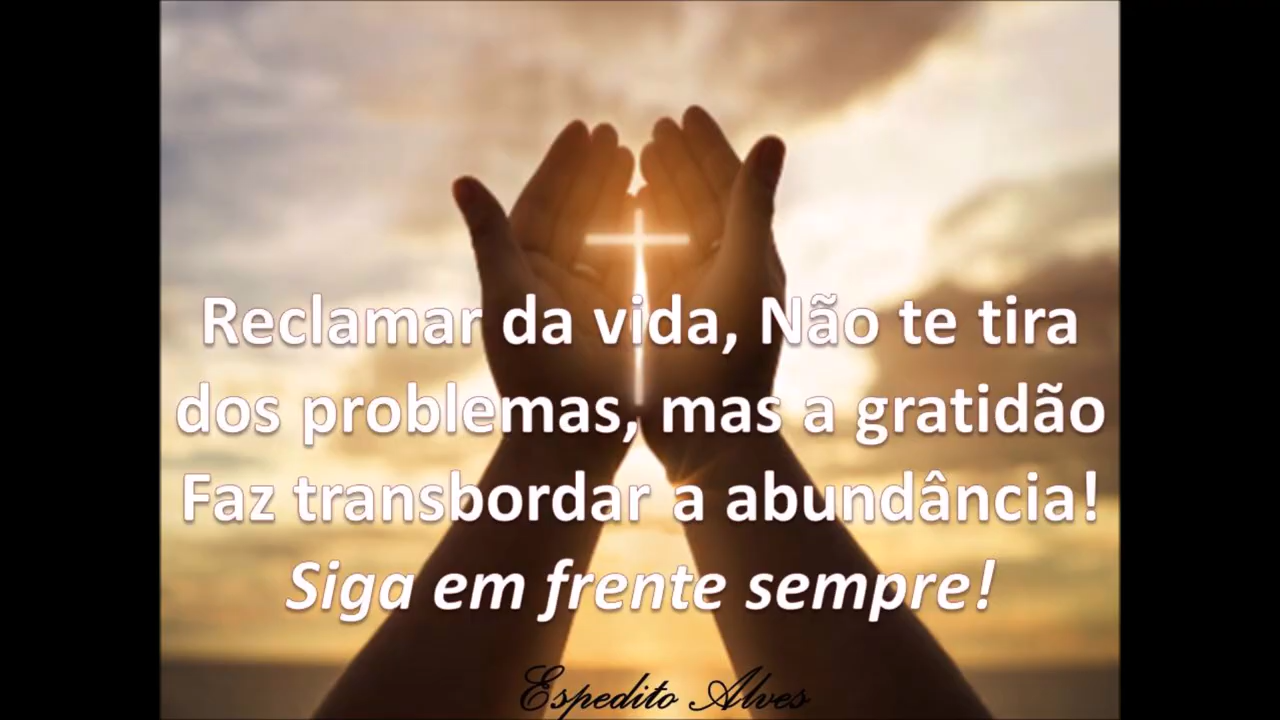 Reclamar da vida, Não te tira
dos problemas, mas a gratidão
Faz transbordar a abundância!
Siga em frente sempre!
Espedito Alves